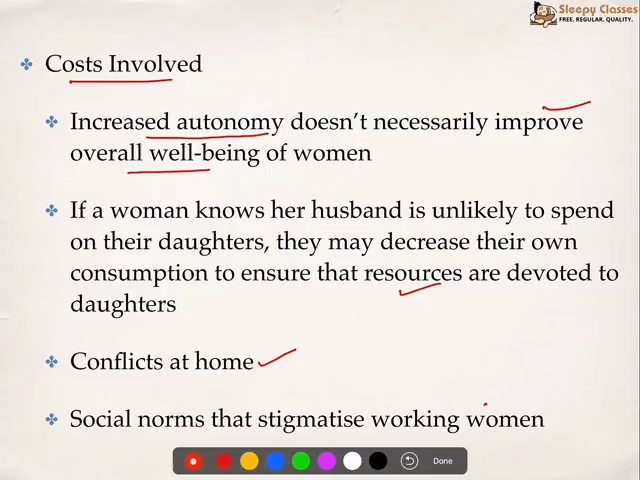 Sleepy Classes
FREE. REGULAR. QUALITY.
Costs Involved
Increased autonomy doesn't necessarily improve
overall well-being of women
If a woman knows her husband is unlikely to spend
on their daughters, they may decrease their own
consumption to ensure that resources are devoted to
daughters
Conflicts at home
Social norms that stigmatise working women
Done